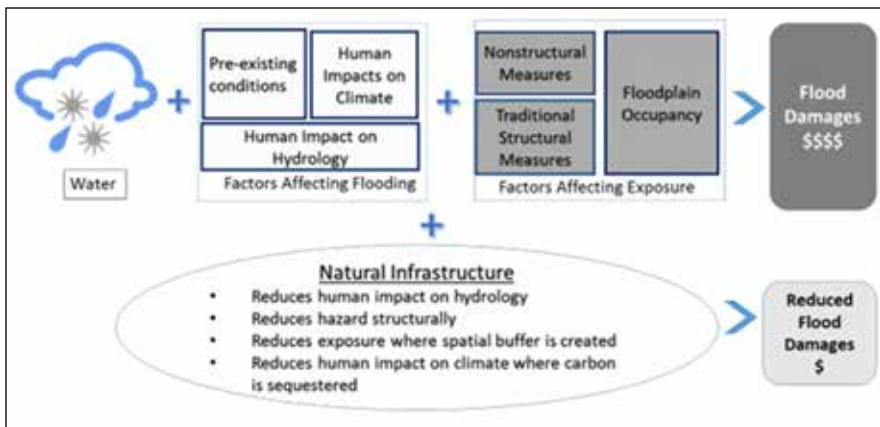 Water
Pre-existing
conditions
Human
Impacts on
Climate
Human Impact on
Hydrology
Factors Affecting Flooding
Nonstructural
Measures
Traditional
Structural
Measures
Floodplain
Occupancy
Factors Affecting Exposure
Flood
Damages
$$$$
Natural Infrastructure
• Reduces human impact on hydrology
• Reduces hazard structurally
• Reduces exposure where spatial buffer is created
• Reduces human impact on climate where carbon
is sequestered
Reduced
Flood
Damages
$